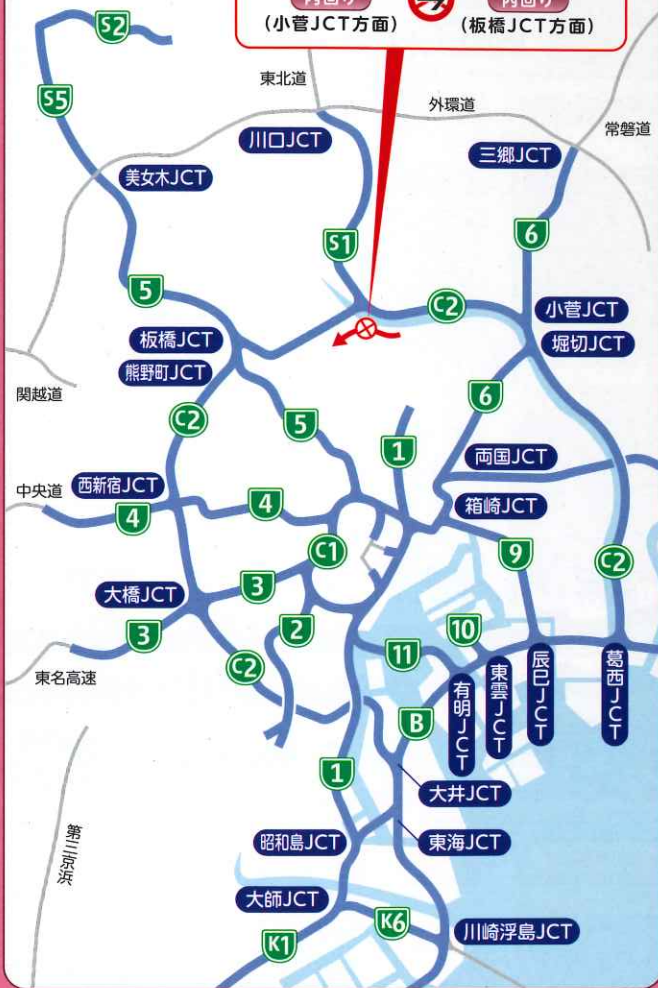 (小菅JCT方面)
(板橋JCT方面)
S2
東北道
S5
外環道
川口JCT
常磐道
三郷JCT
美女木JCT
6
S1
5
C2
小菅JCT
板橋JCT
堀切JCT
熊野町JCT
関越道
6
C2
5
1
両国JCT
西新宿JCT
中央道
箱崎JCT
4
4
C1
9
C2
大橋JCT
3
2
10
3
11
東名高速
C2
有明JCT
東雲JCT
辰巳JCT
葛西JCT
B
1
大井JCT
第三京浜
昭和島JCT
東海JCT
大師JCT
K6
川崎浮島JCT
K1